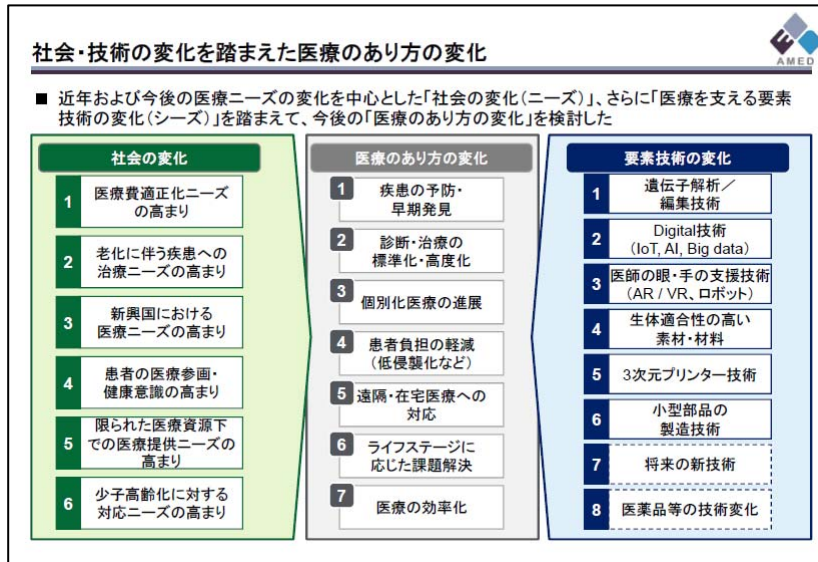 社会・技術の変化を踏まえた医療のあり方の変化
AMED
■ 近年および今後の医療ニーズの変化を中心とした「社会の変化(ニーズ)」、さらに「医療を支える要素
技術の変化(シーズ)」を踏まえて、今後の「医療のあり方の変化」を検討した
社会の変化
1
医療費適正化ニーズ
の高まり
2
老化に伴う疾患への
治療ニーズの高まり
3
新興国における
医療ニーズの高まり
4
患者の医療参画・
健康意識の高まり
5
限られた医療資源下
での医療提供ニーズの
高まり
6
少子高齢化に対する
対応ニーズの高まり
医療のあり方の変化
1
疾患の予防・
早期発見
2
診断・治療の
標準化・高度化
3
個別化医療の進展
4
患者負担の軽減
(低侵襲化など)
5
遠隔・在宅医療への
対応
6
ライフステージに
応じた課題解決
7
医療の効率化
要素技術の変化
1
遺伝子解析/
編集技術
2
Digital技術
(IoT, AI, Big data)
3
医師の眼・手の支援技術
(AR / VR、ロボット)
4
生体適合性の高い
素材・材料
5
3次元プリンター技術
6
小型部品の
製造技術
7
将来の新技術
8
医薬品等の技術変化